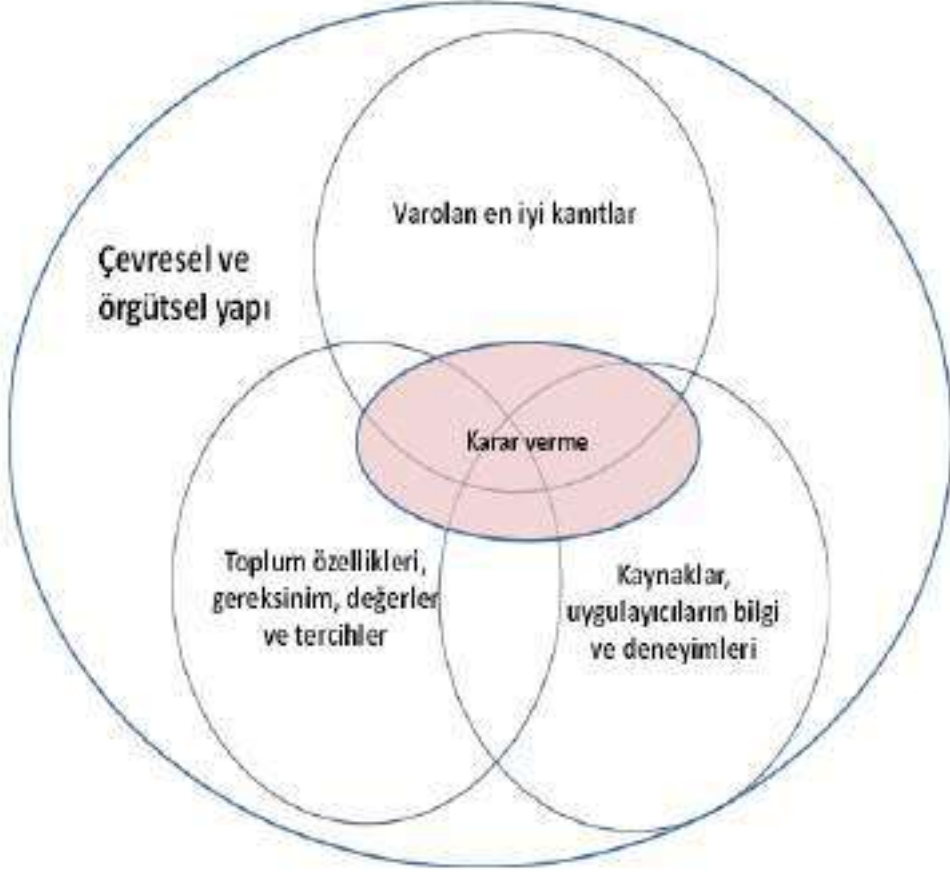 Varolan en iyi kanıtlar
Çevresel ve
örgütsel yapı
Karar verme
Toplum özellikleri,
gereksinim, değerler
ve tercihler
Kaynaklar,
uygulayıcıların bilgi
ve deneyimleri